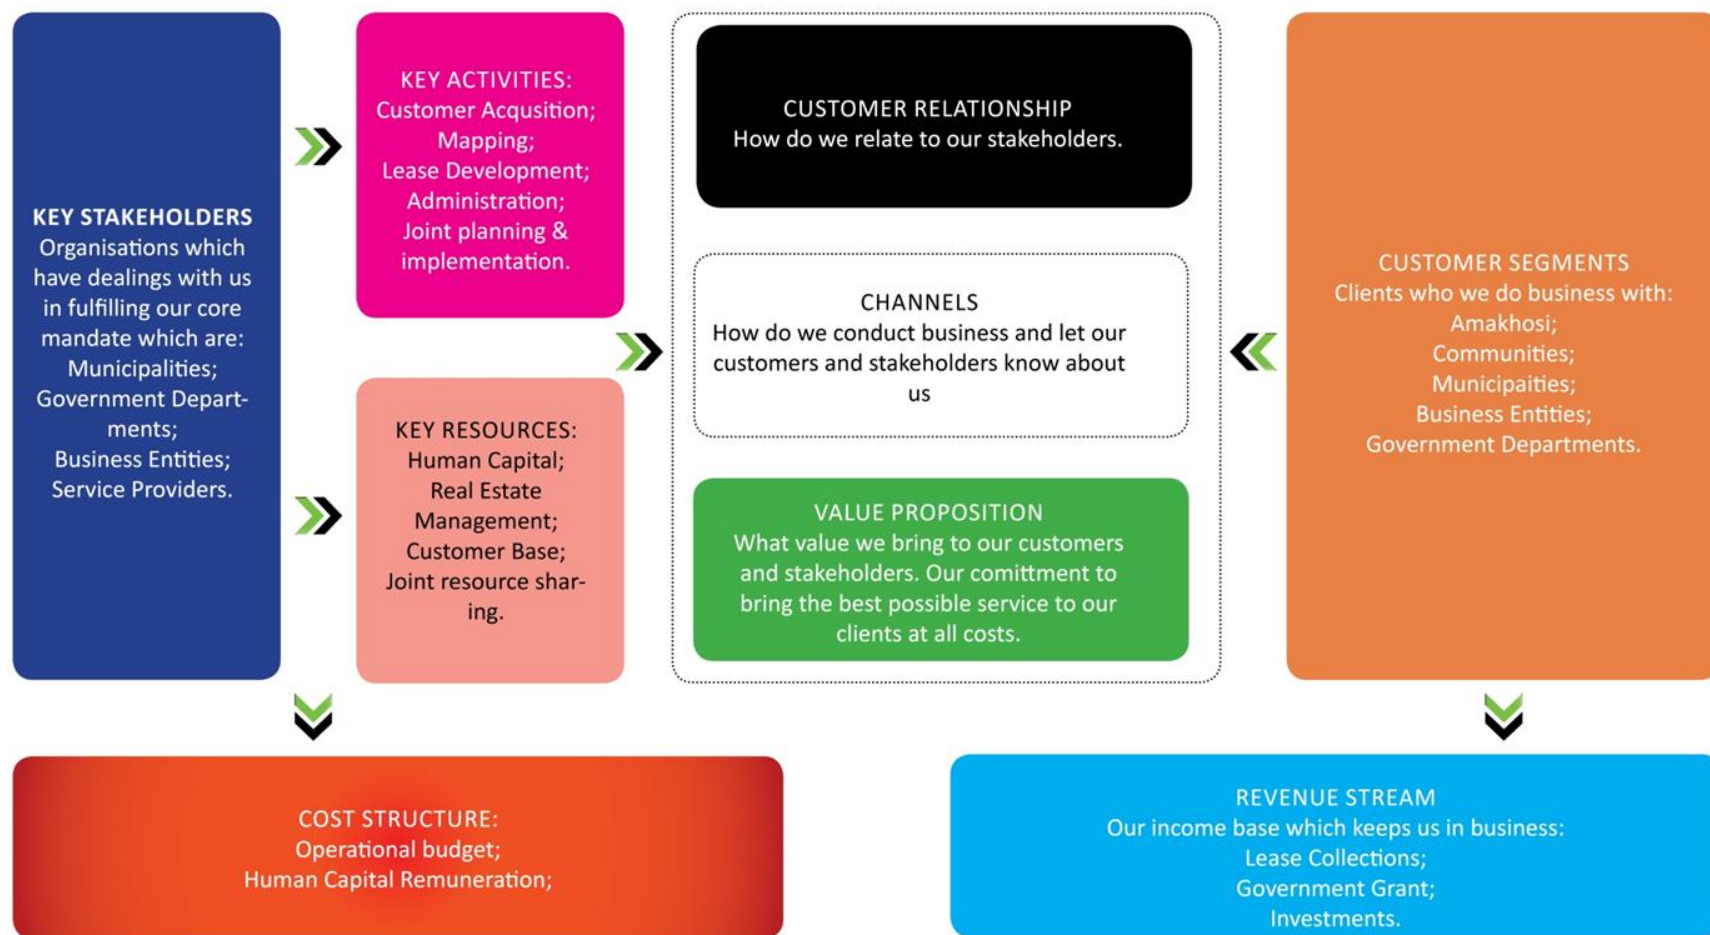 KEY STAKEHOLDERS
Organisations which
have dealings with us
in fulfilling our core
mandate which are:
Municipalities;
Government Depart-
ments;
Business Entities;
Service Providers.
KEY ACTIVITIES:
Customer Acqusition;
Mapping;
Lease Development;
Administration;
Joint planning &
implementation.
KEY RESOURCES:
Human Capital;
Real Estate
Management;
Customer Base;
Joint resource shar-
ing.
CUSTOMER RELATIONSHIP
How do we relate to our stakeholders.
CHANNELS
How do we conduct business and let our
customers and stakeholders know about
us
VALUE PROPOSITION
What value we bring to our customers
and stakeholders. Our comittment to
bring the best possible service to our
clients at all costs.
CUSTOMER SEGMENTS
Clients who we do business with:
Amakhosi;
Communities;
Municipaities;
Business Entities;
Government Departments.
COST STRUCTURE:
Operational budget;
Human Capital Remuneration;
REVENUE STREAM
Our income base which keeps us in business:
Lease Collections;
Government Grant;
Investments.